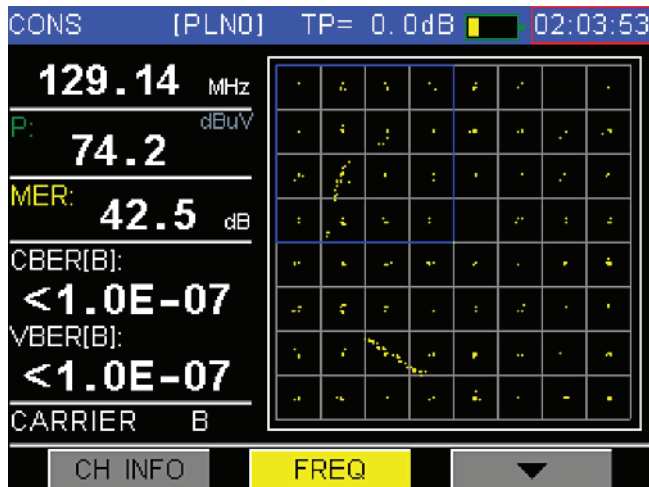 CONS [PLN0] TP= 0.0dB 02:03:53
129.14 MHz
P: dBuV
74.2
MER:
42.5 dB
CBER[B]:
<1.0E-07
VBER[B]:
<1.0E-07
CARRIER B
CH INFO FREQ